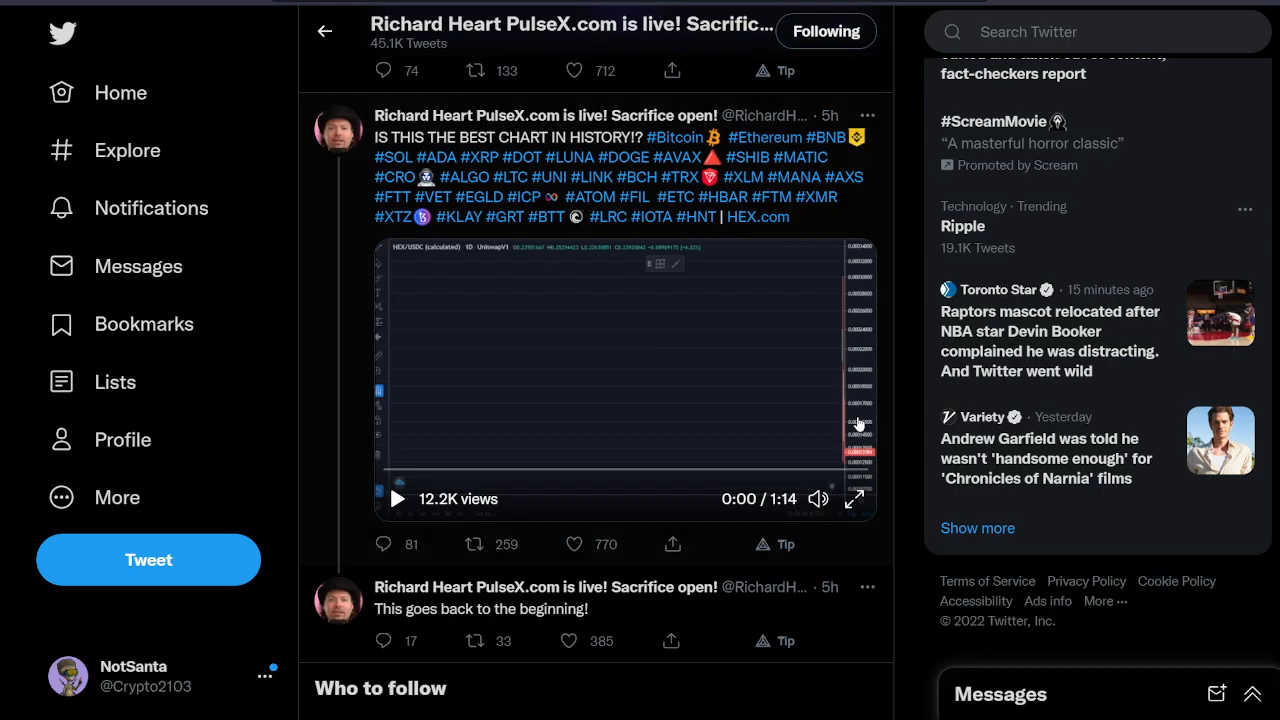 Home
Explore
Notifications
Messages
Bookmarks
Lists
Profile
More
Tweet
NotSanta
@Crypto2103
Richard Heart PulseX.com is live! Sacrific...
45.1K Tweets
Following
74 133 712 Tip
Richard Heart PulseX.com is live! Sacrifice open! @RichardH... · 5h
IS THIS THE BEST CHART IN HISTORY!? #Bitcoin #Ethereum #BNB
#SOL #ADA #XRP #DOT #LUNA #DOGE #AVAX #SHIB #MATIC
#CRO #ALGO #LTC #UNI #LINK #BCH #TRX #XLM #MANA #AXS
#FTT #VET #EGLD #ICP #ATOM #FIL #ETC #HBAR #FTM #XMR
#XTZ #KLAY #GRT #BTT #LRC #IOTA #HNT | HEX.com
HEX/USDC (calculated) 1D UniswapV1
12.2K views 0:00 / 1:14
81 259 770 Tip
Richard Heart PulseX.com is live! Sacrifice open! @RichardH... · 5h
This goes back to the beginning!
17 33 385 Tip
Who to follow
Search Twitter
fact-checkers report
#ScreamMovie
“A masterful horror classic”
Promoted by Scream
Technology · Trending
Ripple
19.1K Tweets
Toronto Star · 15 minutes ago
Raptors mascot relocated after
NBA star Devin Booker
complained he was distracting.
And Twitter went wild
Variety · Yesterday
Andrew Garfield was told he
wasn't 'handsome enough' for
'Chronicles of Narnia' films
Show more
Terms of Service Privacy Policy Cookie Policy
Accessibility Ads info More ···
© 2022 Twitter, Inc.
Messages